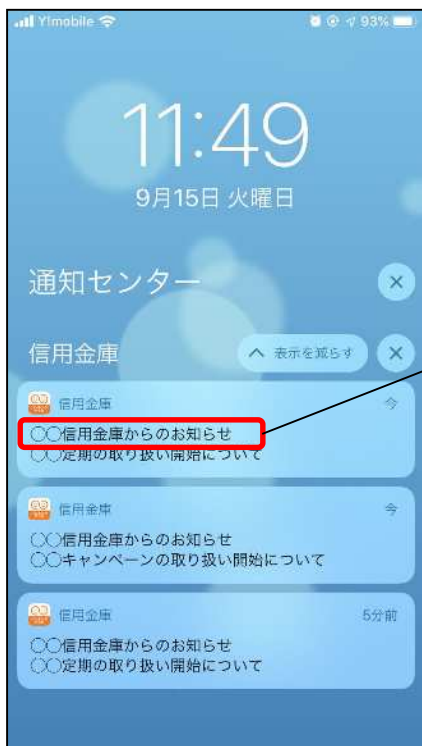 Y!mobile 93%
11:49
9月15日 火曜日
通知センター
信用金庫 表示を減らす
信用金庫 今
○○信用金庫からのお知らせ
○○定期の取り扱い開始について
信用金庫 今
○○信用金庫からのお知らせ
○○キャンペーンの取り扱い開始について
信用金庫 5分前
○○信用金庫からのお知らせ
○○定期の取り扱い開始について